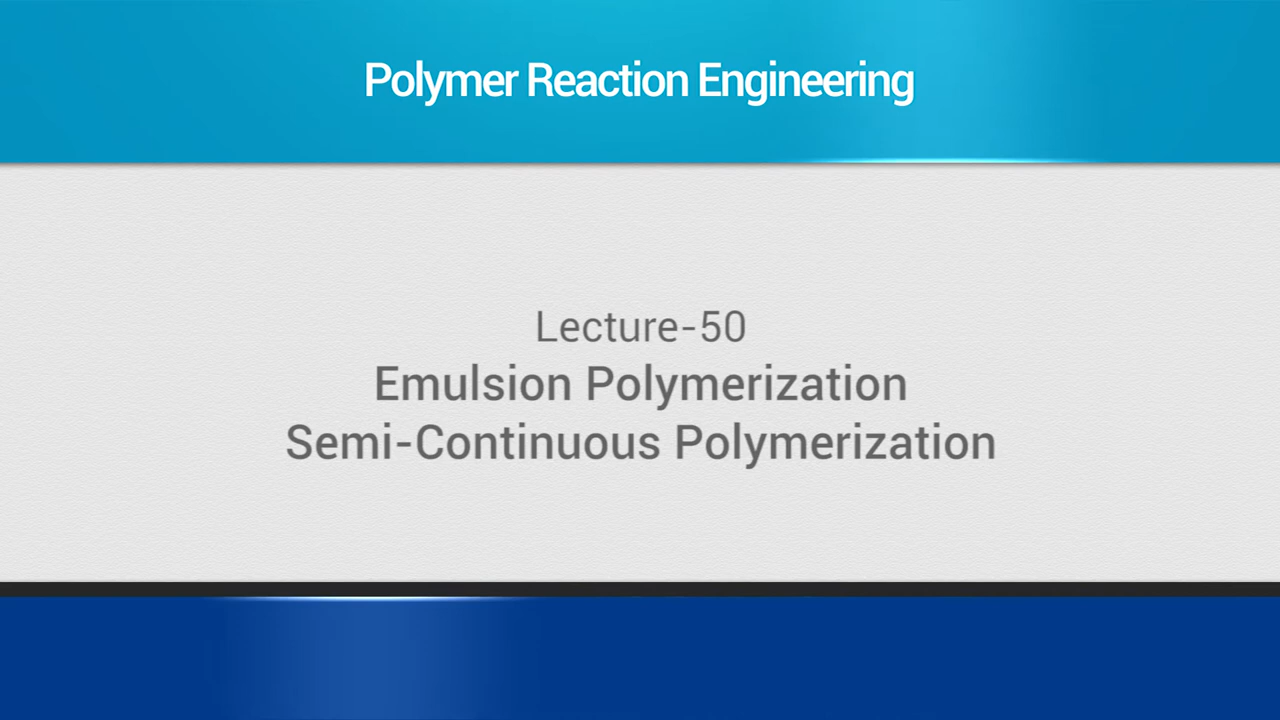 Polymer Reaction Engineering
Lecture-50
Emulsion Polymerization
Semi-Continuous Polymerization